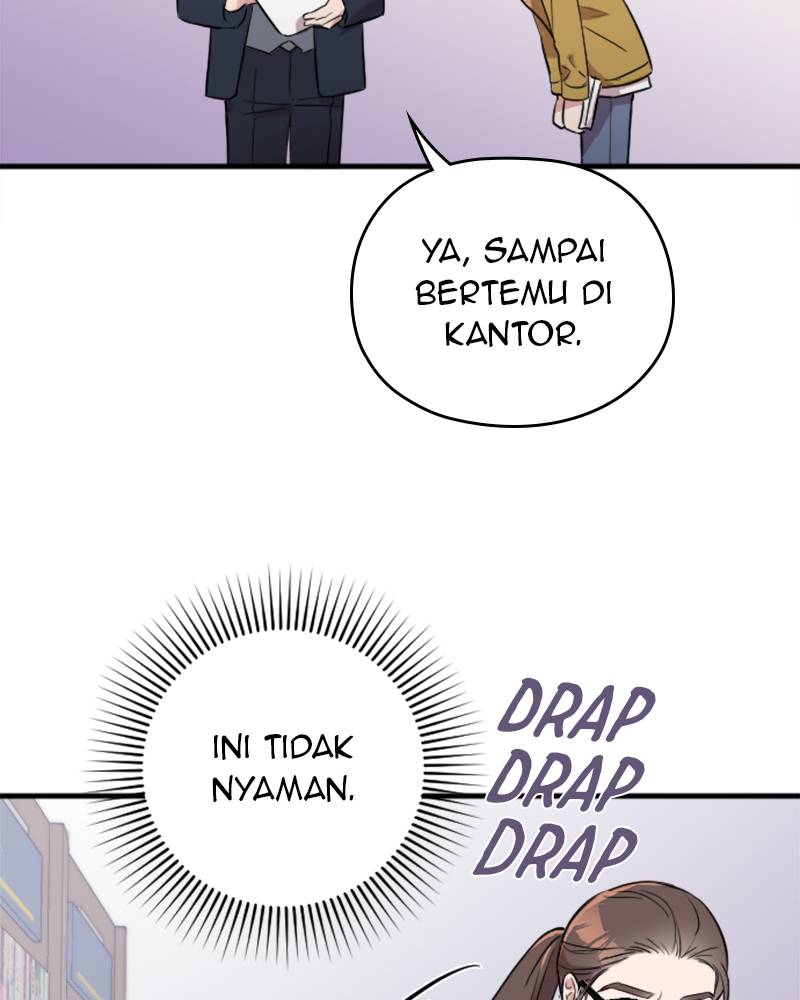 YA, SAMPAI
BERTEMU DI
KANTOR.
INI TIDAK
NYAMAN.
DRAP
DRAP
DRAP